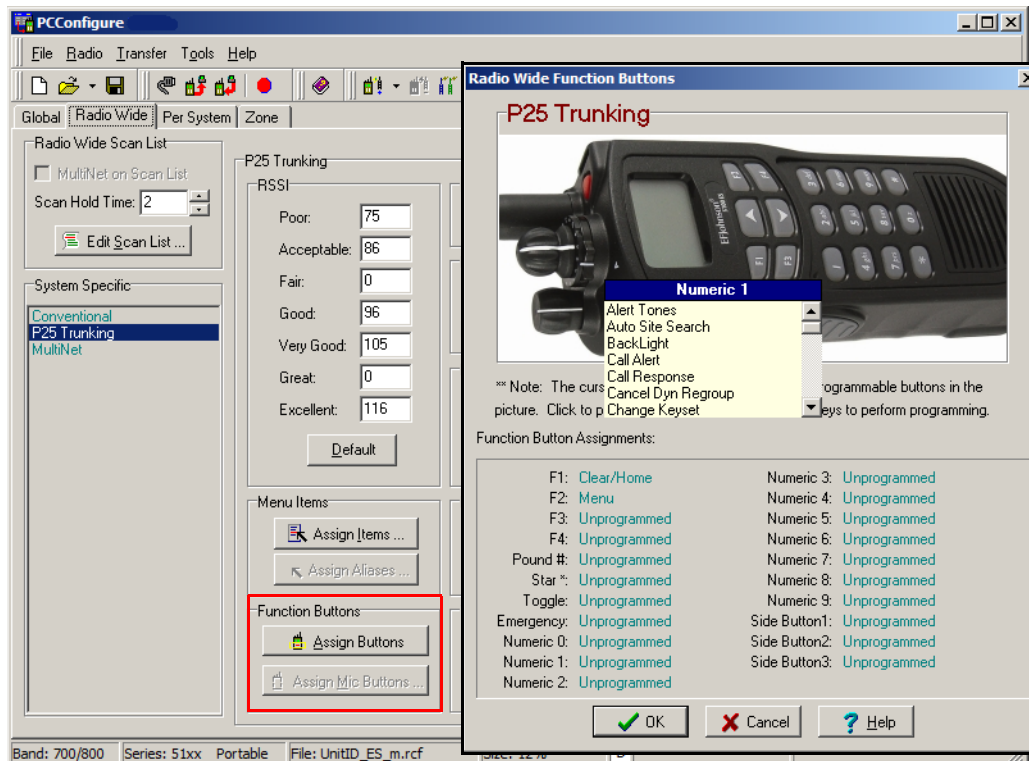 PCConfigure
File Radio Transfer Tools Help
Global Radio Wide Per System Zone
Radio Wide Scan List
MultiNet on Scan List
Scan Hold Time: 2
Edit Scan List ...
System Specific
Conventional
P25 Trunking
MultiNet
P25 Trunking
RSSI
Poor: 75
Acceptable: 86
Fair: 0
Good: 96
Very Good: 105
Great: 0
Excellent: 116
Default
Menu Items
Assign Items ...
Assign Aliases ...
Function Buttons
Assign Buttons
Assign Mic Buttons ...
Band: 700/800 Series: 51xx Portable File: UnitID_ES_m.rcf
Radio Wide Function Buttons
P25 Trunking
EFJohnson
F1 F2 F3 F4
Numeric 1
Alert Tones
Auto Site Search
BackLight
Call Alert
Call Response
Cancel Dyn Regroup
Change Keyset
** Note: The curs ogrammable buttons in the
picture. Click to p eys to perform programming.
Function Button Assignments:
F1: Clear/Home
F2: Menu
F3: Unprogrammed
F4: Unprogrammed
Pound #: Unprogrammed
Star *: Unprogrammed
Toggle: Unprogrammed
Emergency: Unprogrammed
Numeric 0: Unprogrammed
Numeric 1: Unprogrammed
Numeric 2: Unprogrammed
Numeric 3: Unprogrammed
Numeric 4: Unprogrammed
Numeric 5: Unprogrammed
Numeric 6: Unprogrammed
Numeric 7: Unprogrammed
Numeric 8: Unprogrammed
Numeric 9: Unprogrammed
Side Button1: Unprogrammed
Side Button2: Unprogrammed
Side Button3: Unprogrammed
OK Cancel Help